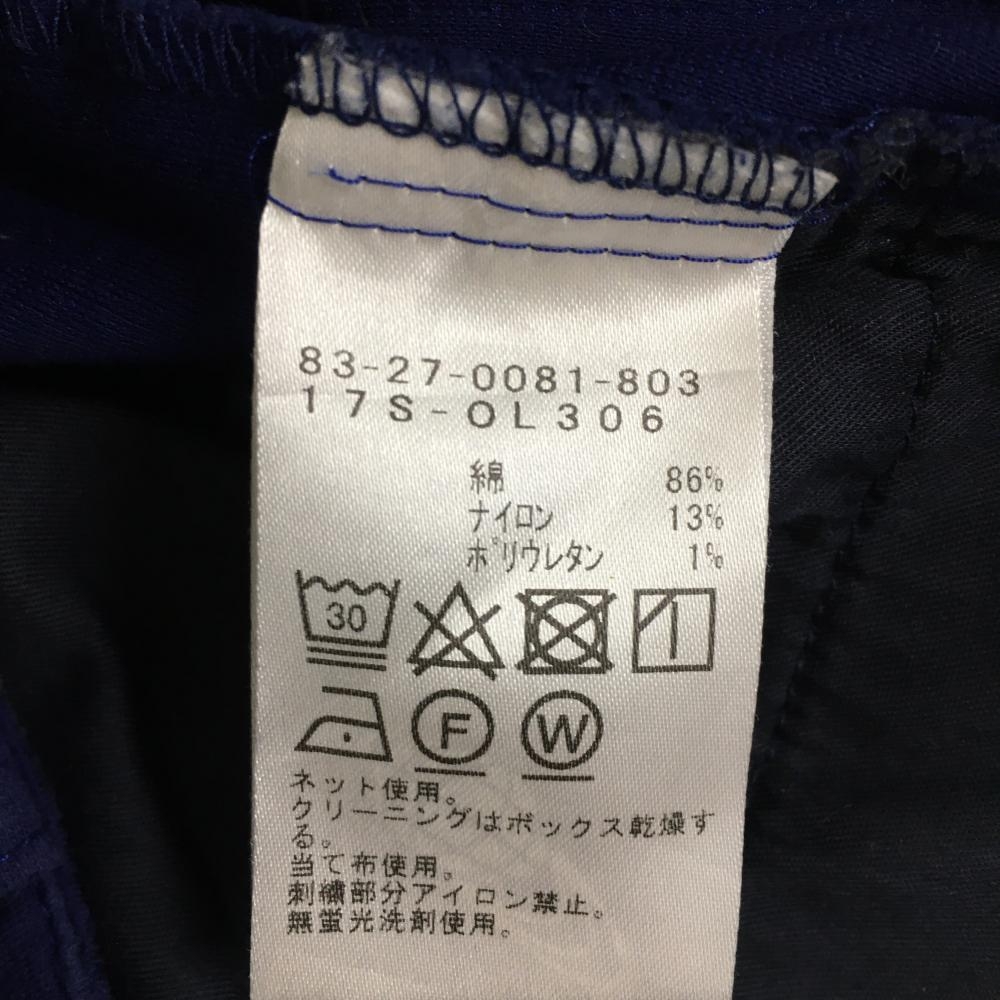 83-27-0081-803
17S-OL306
綿 86%
ナイロン 13%
ポリウレタン 1%
30
F W
ネット使用。
クリーニングはボックス乾燥す
る。
当て布使用。
刺繍部分アイロン禁止。
無蛍光洗剤使用。